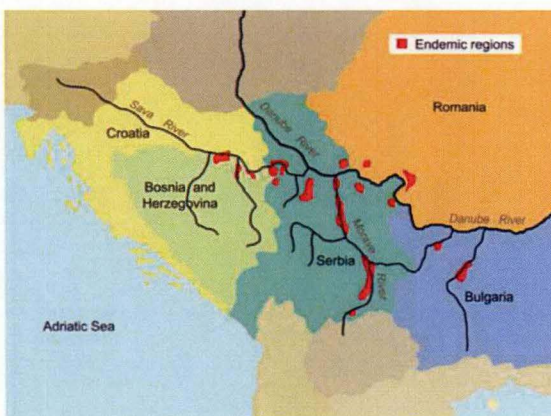 Endemic regions
Romania
Danube River
Sava River
Croatia
Bosnia and
Herzegovina
Danube River
Morava
River
Serbia
Bulgaria
Adriatic Sea